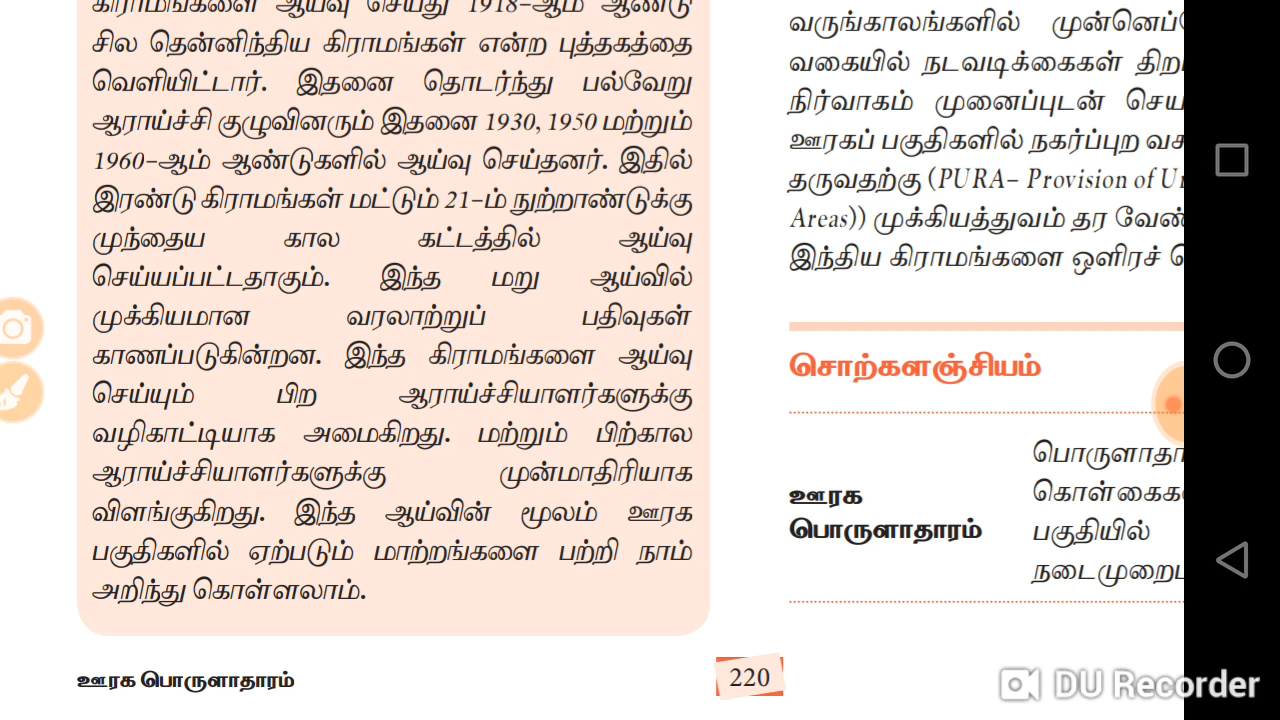 கிராமங்களை ஆய்வு செய்து 1918-ஆம் ஆண்டு
சில தென்னிந்திய கிராமங்கள் என்ற புத்தகத்தை
வெளியிட்டார். இதனை தொடர்ந்து பல்வேறு
ஆராய்ச்சி குழுவினரும் இதனை 1930, 1950 மற்றும்
1960-ஆம் ஆண்டுகளில் ஆய்வு செய்தனர். இதில்
இரண்டு கிராமங்கள் மட்டும் 21-ம் நுற்றாண்டுக்கு
முந்தைய கால கட்டத்தில் ஆய்வு
செய்யப்பட்டதாகும். இந்த மறு ஆய்வில்
முக்கியமான வரலாற்றுப் பதிவுகள்
காணப்படுகின்றன. இந்த கிராமங்களை ஆய்வு
செய்யும் பிற ஆராய்ச்சியாளர்களுக்கு
வழிகாட்டியாக அமைகிறது. மற்றும் பிற்கால
ஆராய்ச்சியாளர்களுக்கு முன்மாதிரியாக
விளங்குகிறது. இந்த ஆய்வின் மூலம் ஊரக
பகுதிகளில் ஏற்படும் மாற்றங்களை பற்றி நாம்
அறிந்து கொள்ளலாம்.
வருங்காலங்களில்
வகையில் நடவடிக்கைகள்
நிர்வாகம் முனைப்புடன்
ஊரகப் பகுதிகளில் நகர்ப்புற
தருவதற்கு (PURA– Provision of
Areas)) முக்கியத்துவம் தர
இந்திய கிராமங்களை ஒளிரச்
சொற்களஞ்சியம்
ஊரக
பொருளாதாரம்
பகுதியில்
ஊரக பொருளாதாரம்
220
DU Recorder